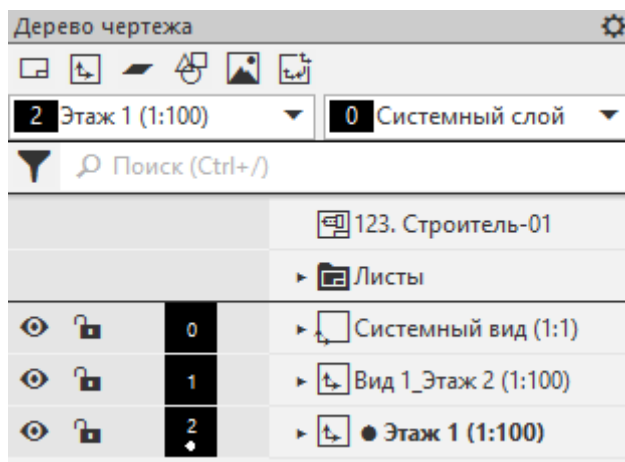 Дерево чертежа
2 Этаж 1 (1:100) 0 Системный слой
Поиск (Ctrl+/)
123. Строитель-01
Листы
0 Системный вид (1:1)
1 Вид 1_Этаж 2 (1:100)
2 Этаж 1 (1:100)